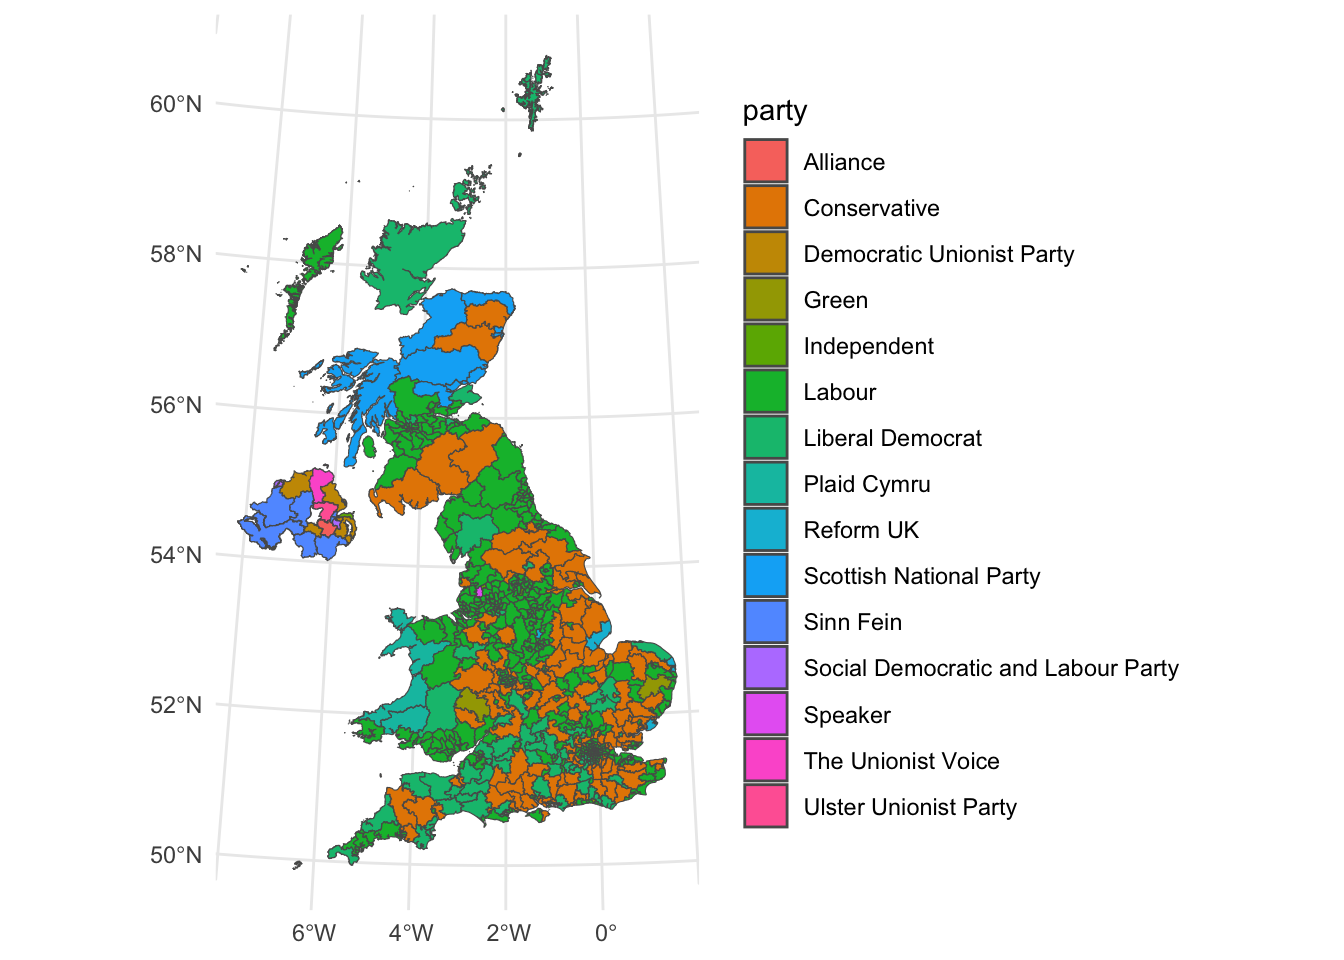 60°N
58°N
56°N
54°N
52°N
50°N
6°W
4°W
2°W
0°
party
Alliance
Conservative
Democratic Unionist Party
Green
Independent
Labour
Liberal Democrat
Plaid Cymru
Reform UK
Scottish National Party
Sinn Fein
Social Democratic and Labour Party
Speaker
The Unionist Voice
Ulster Unionist Party